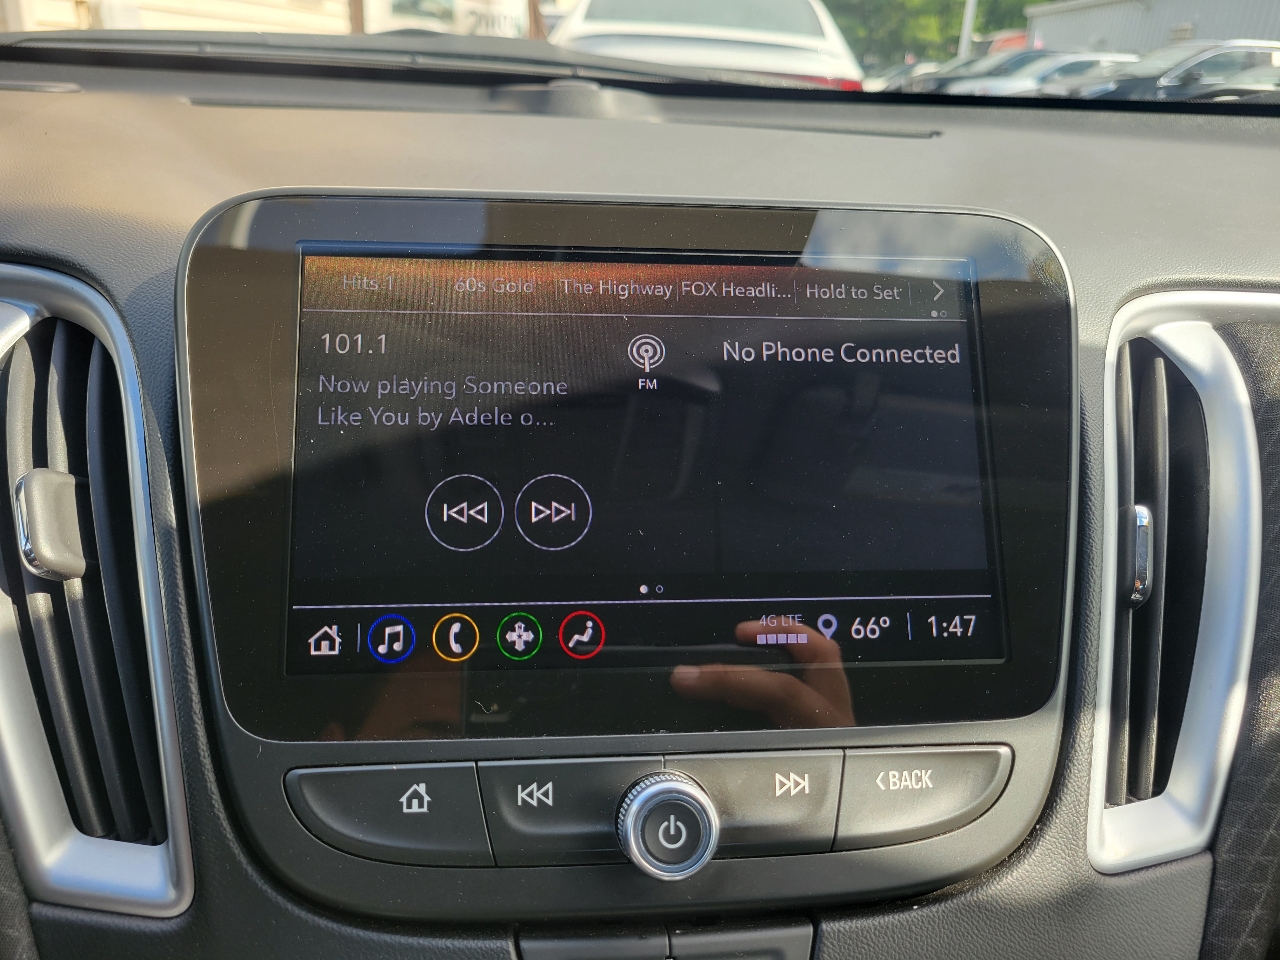 Hits 1 60s Gold The Highway FOX Headli... Hold to Set
101.1
FM
No Phone Connected
Now playing Someone
Like You by Adele o...
4G LTE
66° 1:47
BACK